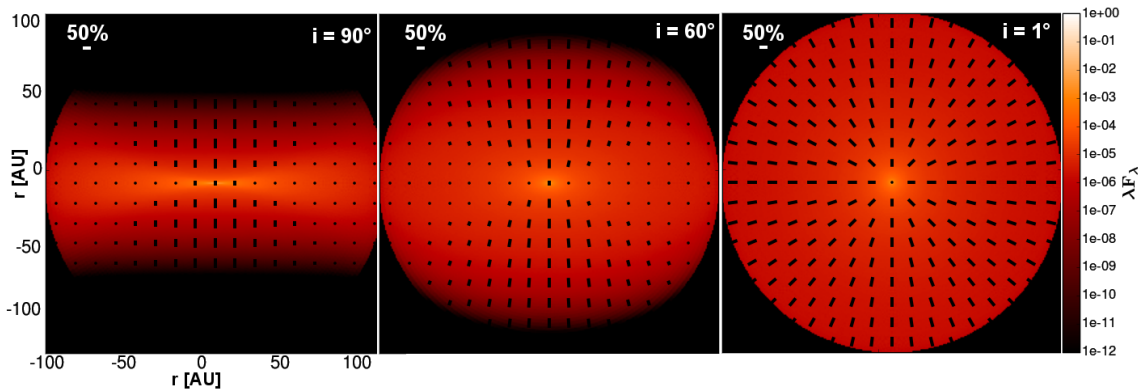 50%
i = 90°
50%
i = 60°
50%
i = 1°
100
50
0
-50
-100
r [AU]
-100
-50
0
50
100
r [AU]
1e+00
1e-01
1e-02
1e-03
1e-04
1e-05
1e-06
1e-07
1e-08
1e-09
1e-10
1e-11
1e-12
λFλ